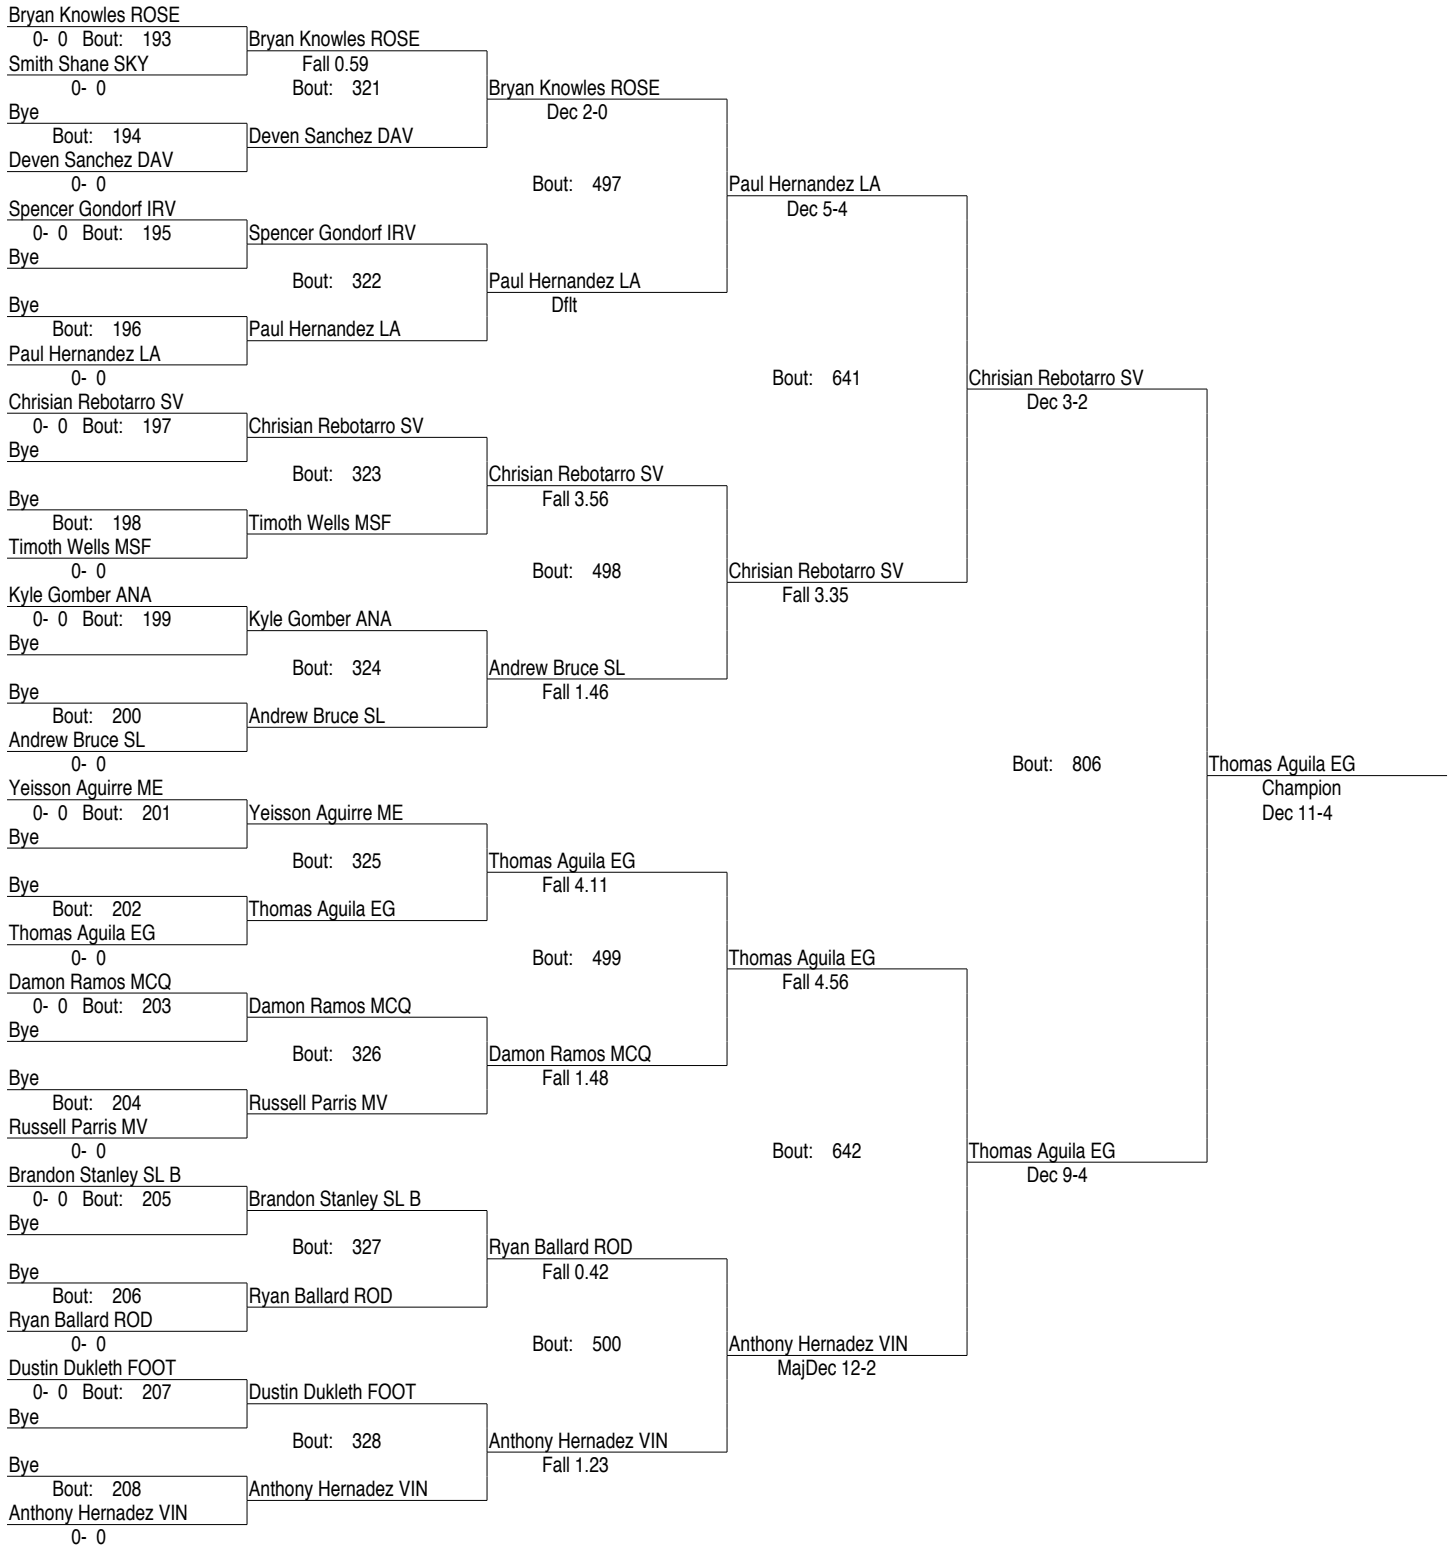 Bryan Knowles ROSE
0- 0 Bout: 193
Bryan Knowles ROSE
Smith Shane SKY
Fall 0.59
0- 0
Bout: 321
Bryan Knowles ROSE
Bye
Dec 2-0
Bout: 194
Deven Sanchez DAV
Deven Sanchez DAV
0- 0
Bout: 497
Paul Hernandez LA
Spencer Gondorf IRV
Dec 5-4
0- 0 Bout: 195
Spencer Gondorf IRV
Bye
Bout: 322
Paul Hernandez LA
Bye
Dflt
Bout: 196
Paul Hernandez LA
Paul Hernandez LA
0- 0
Bout: 641
Chrisian Rebotarro SV
Chrisian Rebotarro SV
Dec 3-2
0- 0 Bout: 197
Chrisian Rebotarro SV
Bye
Bout: 323
Chrisian Rebotarro SV
Bye
Fall 3.56
Bout: 198
Timoth Wells MSF
Timoth Wells MSF
0- 0
Bout: 498
Chrisian Rebotarro SV
Kyle Gomber ANA
Fall 3.35
0- 0 Bout: 199
Kyle Gomber ANA
Bye
Bout: 324
Andrew Bruce SL
Bye
Fall 1.46
Bout: 200
Andrew Bruce SL
Andrew Bruce SL
0- 0
Bout: 806
Thomas Aguila EG
Yeisson Aguirre ME
Champion
0- 0 Bout: 201
Yeisson Aguirre ME
Dec 11-4
Bye
Bout: 325
Thomas Aguila EG
Bye
Fall 4.11
Bout: 202
Thomas Aguila EG
Thomas Aguila EG
0- 0
Bout: 499
Thomas Aguila EG
Damon Ramos MCQ
Fall 4.56
0- 0 Bout: 203
Damon Ramos MCQ
Bye
Bout: 326
Damon Ramos MCQ
Bye
Fall 1.48
Bout: 204
Russell Parris MV
Russell Parris MV
0- 0
Bout: 642
Thomas Aguila EG
Brandon Stanley SL B
Dec 9-4
0- 0 Bout: 205
Brandon Stanley SL B
Bye
Bout: 327
Ryan Ballard ROD
Bye
Fall 0.42
Bout: 206
Ryan Ballard ROD
Ryan Ballard ROD
0- 0
Bout: 500
Anthony Hernadez VIN
Dustin Dukleth FOOT
MajDec 12-2
0- 0 Bout: 207
Dustin Dukleth FOOT
Bye
Bout: 328
Anthony Hernadez VIN
Bye
Fall 1.23
Bout: 208
Anthony Hernadez VIN
Anthony Hernadez VIN
0- 0